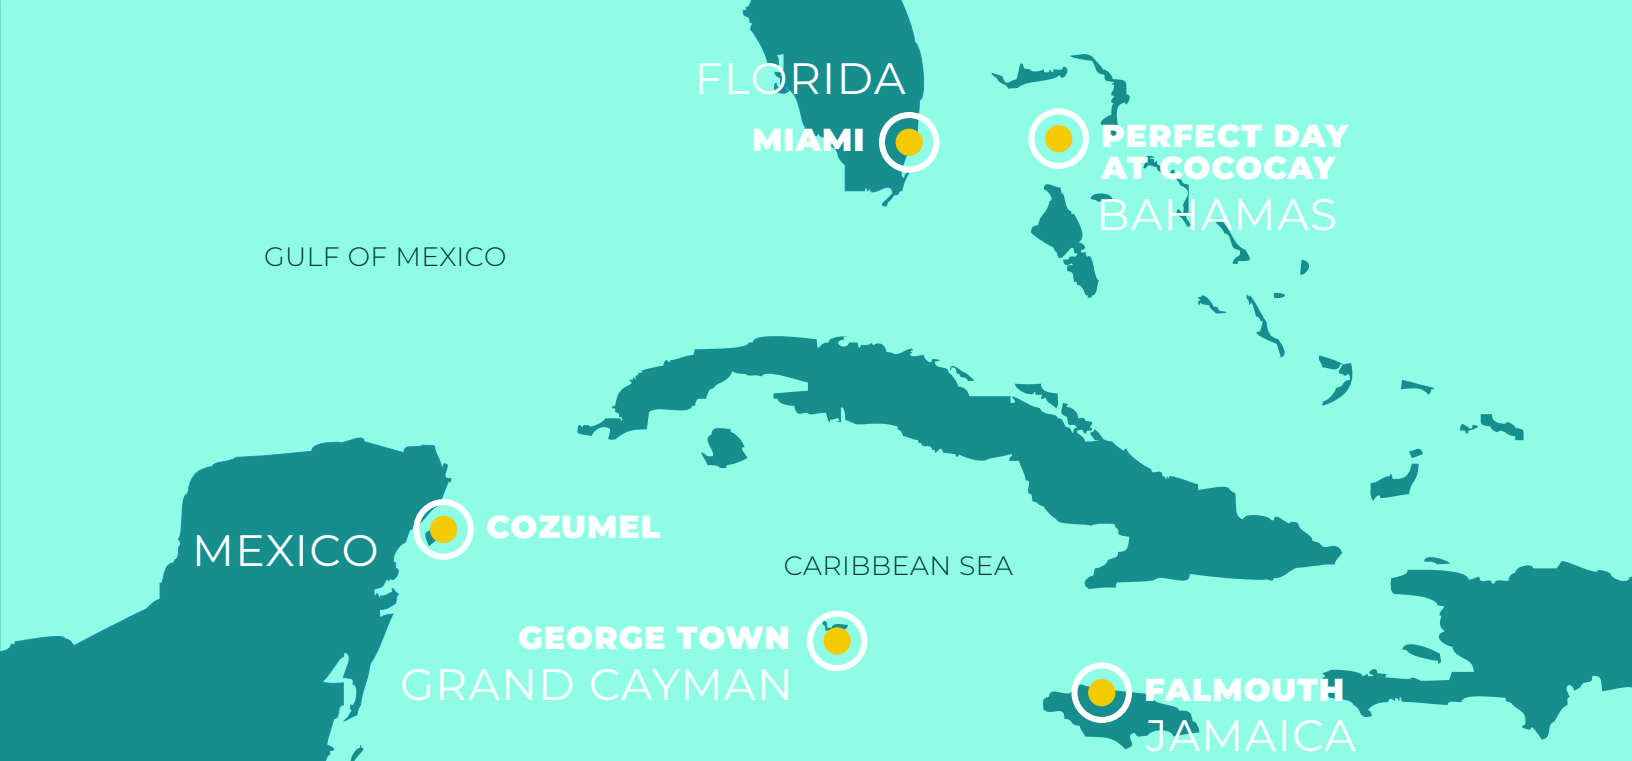 FLORIDA
MIAMI
PERFECT DAY
AT COCOCAY
BAHAMAS
GULF OF MEXICO
COZUMEL
MEXICO
CARIBBEAN SEA
GEORGE TOWN
GRAND CAYMAN
FALMOUTH
JAMAICA